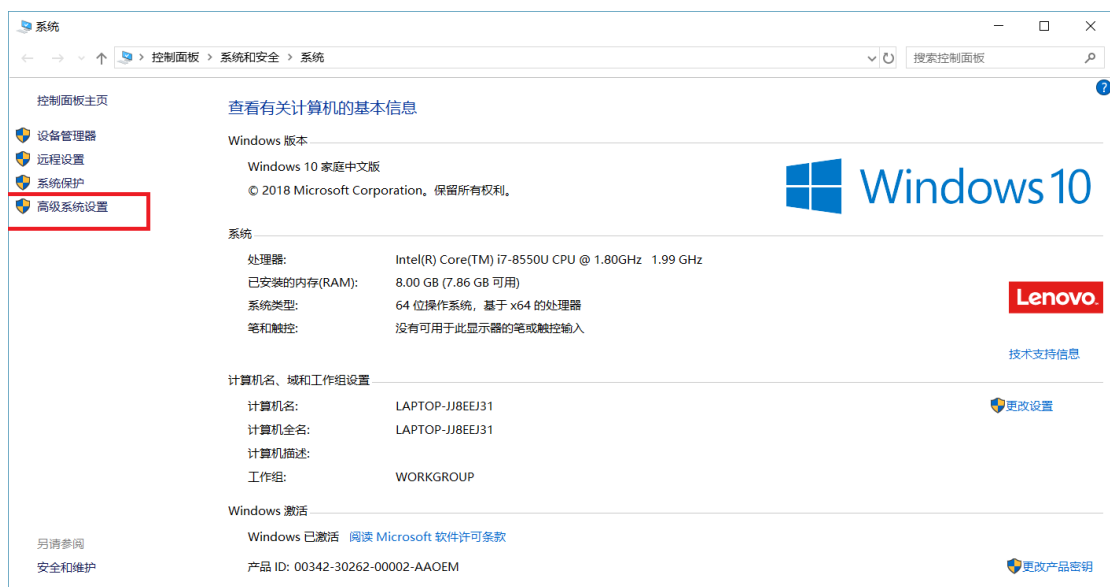 系统
控制面板 > 系统和安全 > 系统
搜索控制面板
控制面板主页
设备管理器
远程设置
系统保护
高级系统设置
查看有关计算机的基本信息
Windows 版本
Windows 10 家庭中文版
© 2018 Microsoft Corporation。保留所有权利。
Windows 10
系统
处理器: Intel(R) Core(TM) i7-8550U CPU @ 1.80GHz 1.99 GHz
已安装的内存(RAM): 8.00 GB (7.86 GB 可用)
系统类型: 64 位操作系统, 基于 x64 的处理器
笔和触控: 没有可用于此显示器的笔或触控输入
Lenovo.
技术支持信息
计算机名、域和工作组设置
计算机名: LAPTOP-JJ8EEJ31
更改设置
计算机全名: LAPTOP-JJ8EEJ31
计算机描述:
工作组: WORKGROUP
Windows 激活
Windows 已激活 阅读 Microsoft 软件许可条款
产品 ID: 00342-30262-00002-AAOEM
更改产品密钥
另请参阅
安全和维护